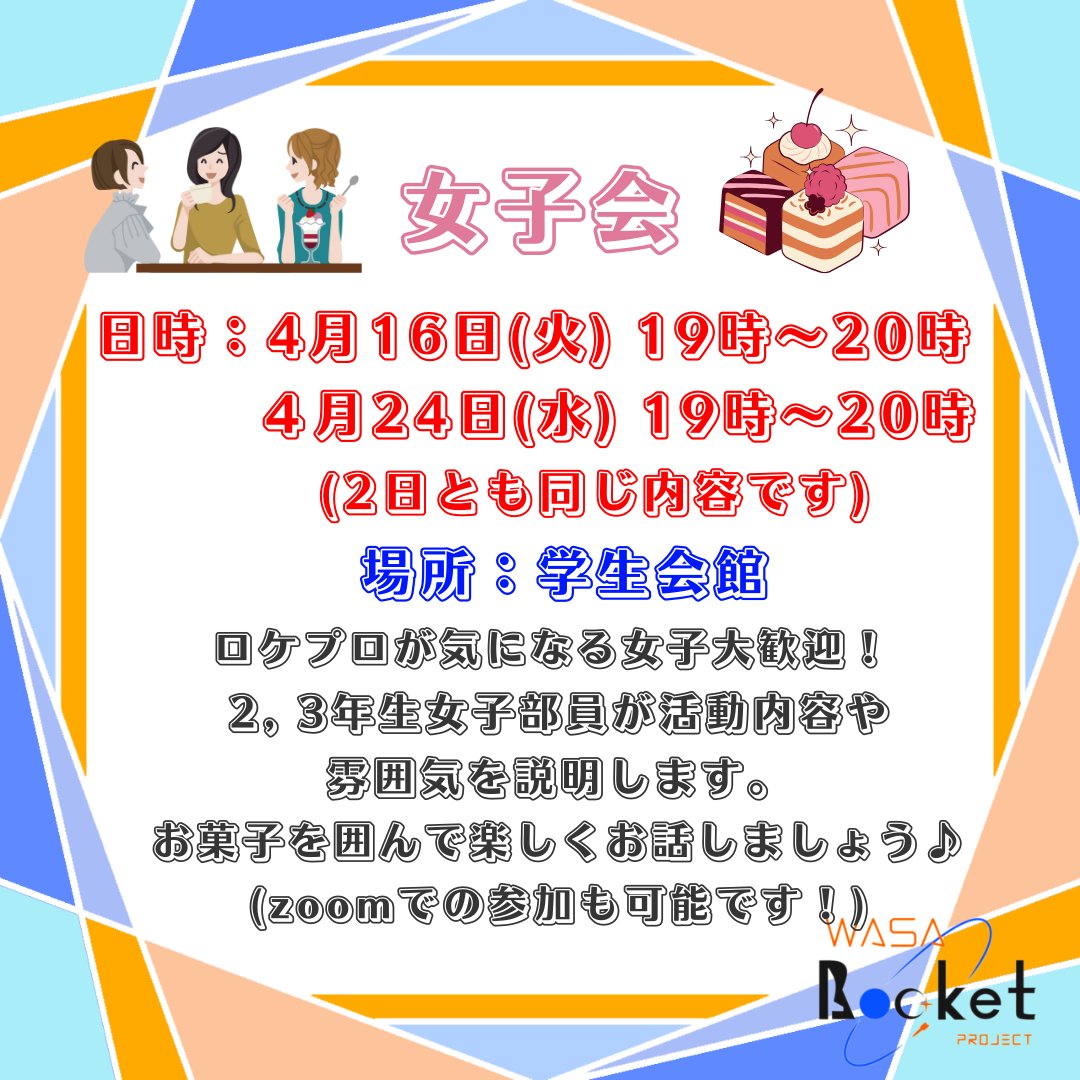 女子会
日時：4月16日(火) 19時～20時
４月24日(水) 19時～20時
(2日とも同じ内容です)
場所：学生会館
ロケプロが気になる女子大歓迎！
2, 3年生女子部員が活動内容や
雰囲気を説明します。
お菓子を囲んで楽しくお話しましょう♪
(zoomでの参加も可能です！)
WASA
Rocket
PROJECT